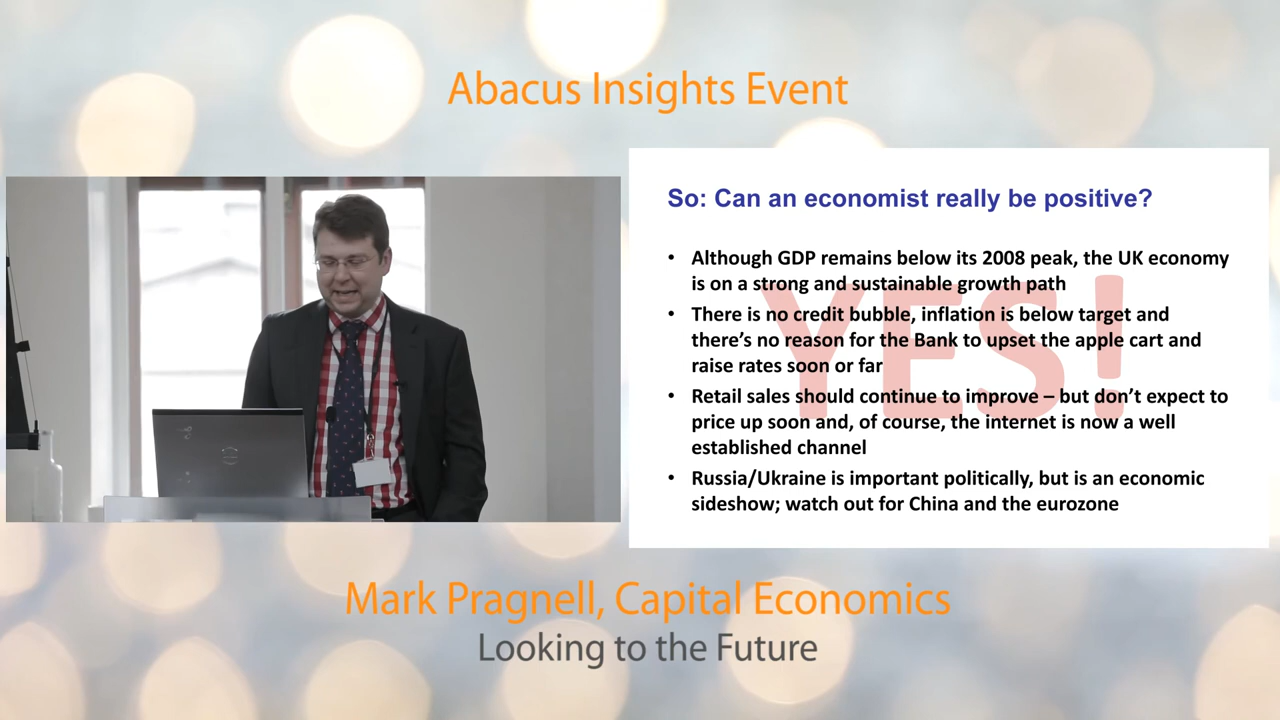 Abacus Insights Event
So: Can an economist really be positive?
YES!
• Although GDP remains below its 2008 peak, the UK economy
is on a strong and sustainable growth path
• There is no credit bubble, inflation is below target and
there’s no reason for the Bank to upset the apple cart and
raise rates soon or far
• Retail sales should continue to improve – but don’t expect to
price up soon and, of course, the internet is now a well
established channel
• Russia/Ukraine is important politically, but is an economic
sideshow; watch out for China and the eurozone
Mark Pragnell, Capital Economics
Looking to the Future